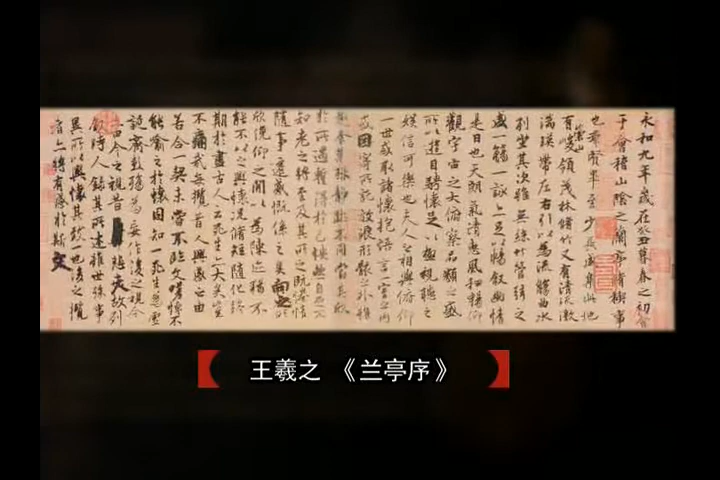 永和九年歲在癸丑暮春之初會
于會稽山陰之蘭亭脩稧事
也羣賢畢至少長咸集此地
有崇山峻領茂林脩竹又有清流激
湍暎帶左右引以為流觴曲水
列坐其次雖無絲竹管弦之
盛一觴一詠亦足以暢敘幽情
是日也天朗氣清惠風和暢仰
觀宇宙之大俯察品類之盛
所以遊目騁懷足以極視聽之
娛信可樂也夫人之相與俯仰
一世或取諸懷抱悟言一室之內
或因寄所託放浪形骸之外雖
趣舍萬殊靜躁不同當其欣
於所遇蹔得於己怏然自足不
知老之將至及其所之既惓情
隨事遷感慨係之矣向之所
欣俛仰之閒以為陳迹猶不
能不以之興懷況脩短隨化終
期於盡古人云死生亦大矣豈
不痛哉每攬昔人興感之由
若合一契未嘗不臨文嗟悼不
能喻之於懷固知一死生為虛
誕齊彭殤為妄作後之視今
亦由今之視昔悲夫故列
敘時人錄其所述雖世殊事
異所以興懷其致一也後之攬
者亦將有感於斯文
王羲之 《兰亭序》